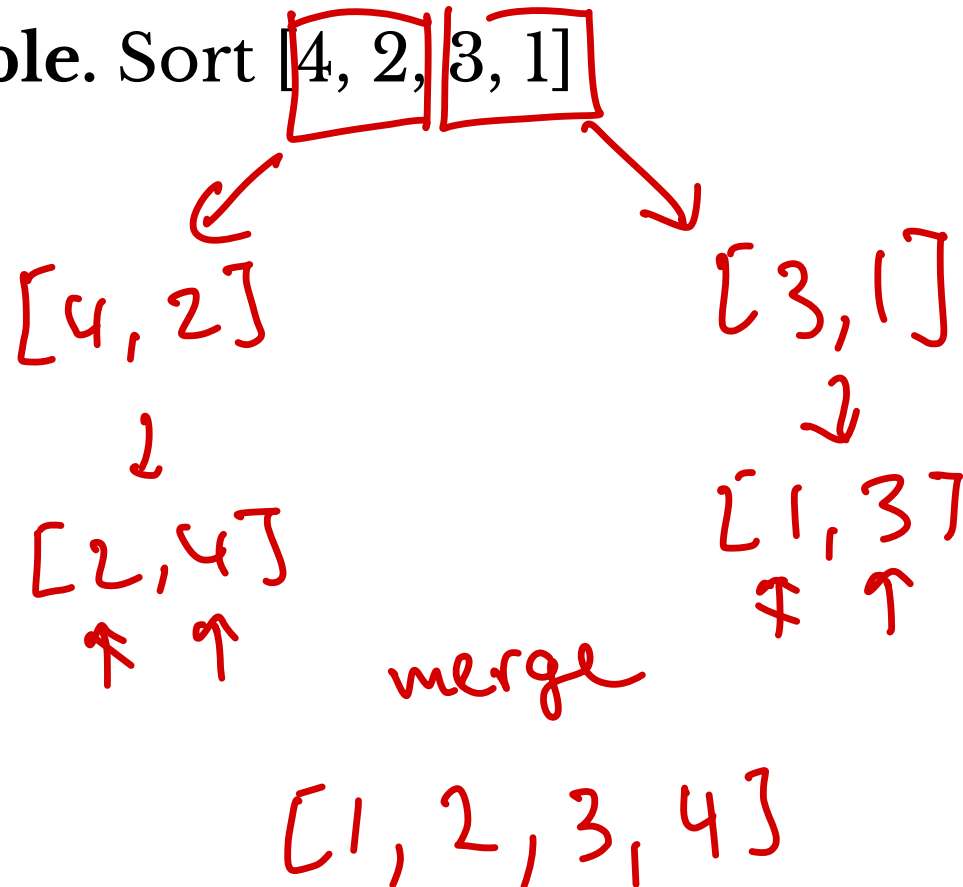 ple. Sort [4, 2, 3, 1]
[4, 2] [3, 1]
[2, 4] [1, 3]
merge
[1, 2, 3, 4]